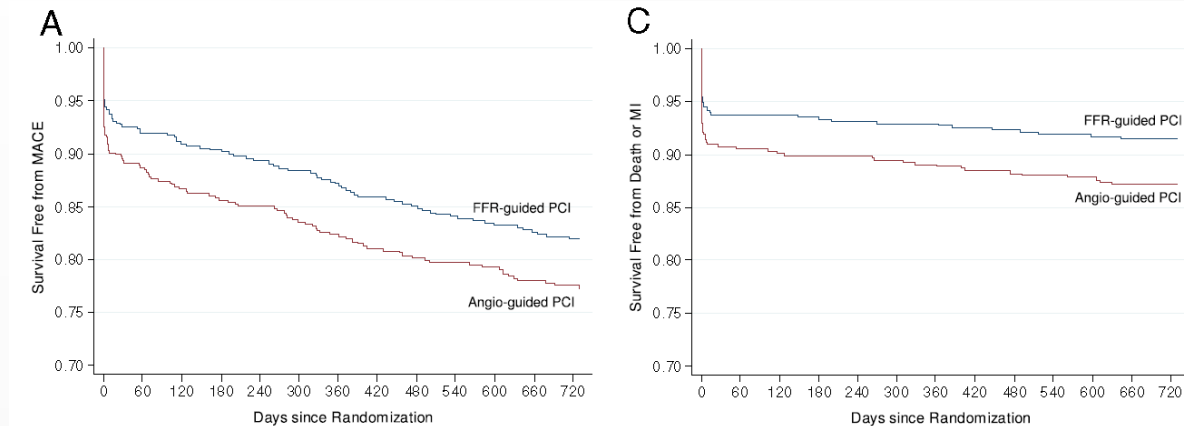 A
Survival Free from MACE
1.00
0.95
0.90
0.85
0.80
0.75
0.70
FFR-guided PCI
Angio-guided PCI
0 60 120 180 240 300 360 420 480 540 600 660 720
Days since Randomization
C
Survival Free from Death or MI
1.00
0.95
0.90
0.85
0.80
0.75
0.70
FFR-guided PCI
Angio-guided PCI
0 60 120 180 240 300 360 420 480 540 600 660 720
Days since Randomization